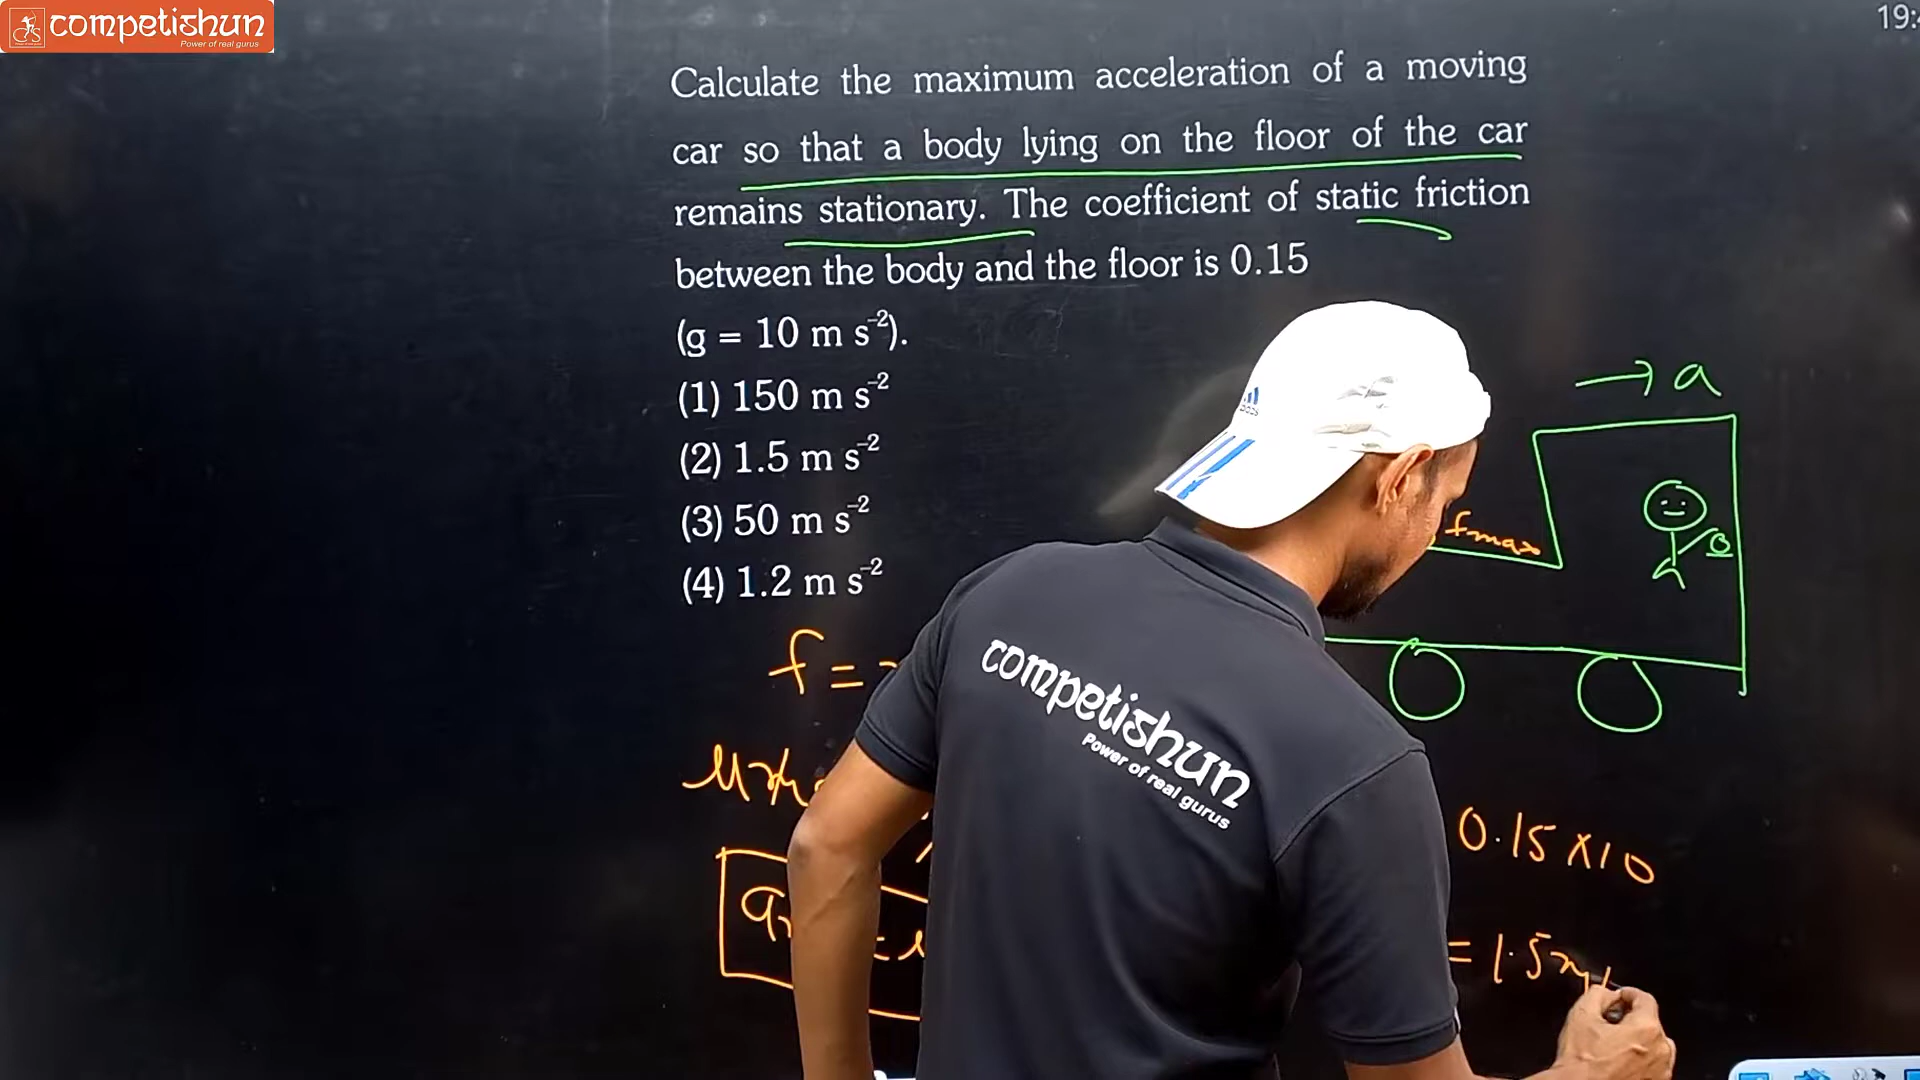 competishun
Power of real gurus
19:
Calculate the maximum acceleration of a moving
car so that a body lying on the floor of the car
remains stationary. The coefficient of static friction
between the body and the floor is 0.15
(g = 10 m s⁻²).
(1) 150 m s⁻²
(2) 1.5 m s⁻²
(3) 50 m s⁻²
(4) 1.2 m s⁻²
→ a
fmax
f =
competishun
Power of real gurus
0.15 × 10
= 1.5 m